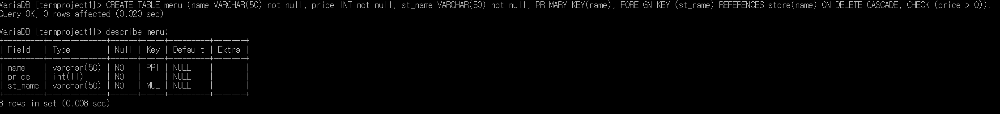 MariaDB [termproject1]> CREATE TABLE menu (name VARCHAR(50) not null, price INT not null, st_name VARCHAR(50) not null, PRIMARY KEY(name), FOREIGN KEY (st_name) REFERENCES store(name) ON DELETE CASCADE, CHECK (price > 0));
Query OK, 0 rows affected (0.020 sec)
MariaDB [termproject1]> describe menu;
+---------+-------------+------+-----+---------+-------+
| Field   | Type        | Null | Key | Default | Extra |
+---------+-------------+------+-----+---------+-------+
| name    | varchar(50) | NO   | PRI | NULL    |       |
| price   | int(11)     | NO   |     | NULL    |       |
| st_name | varchar(50) | NO   | MUL | NULL    |       |
+---------+-------------+------+-----+---------+-------+
3 rows in set (0.008 sec)